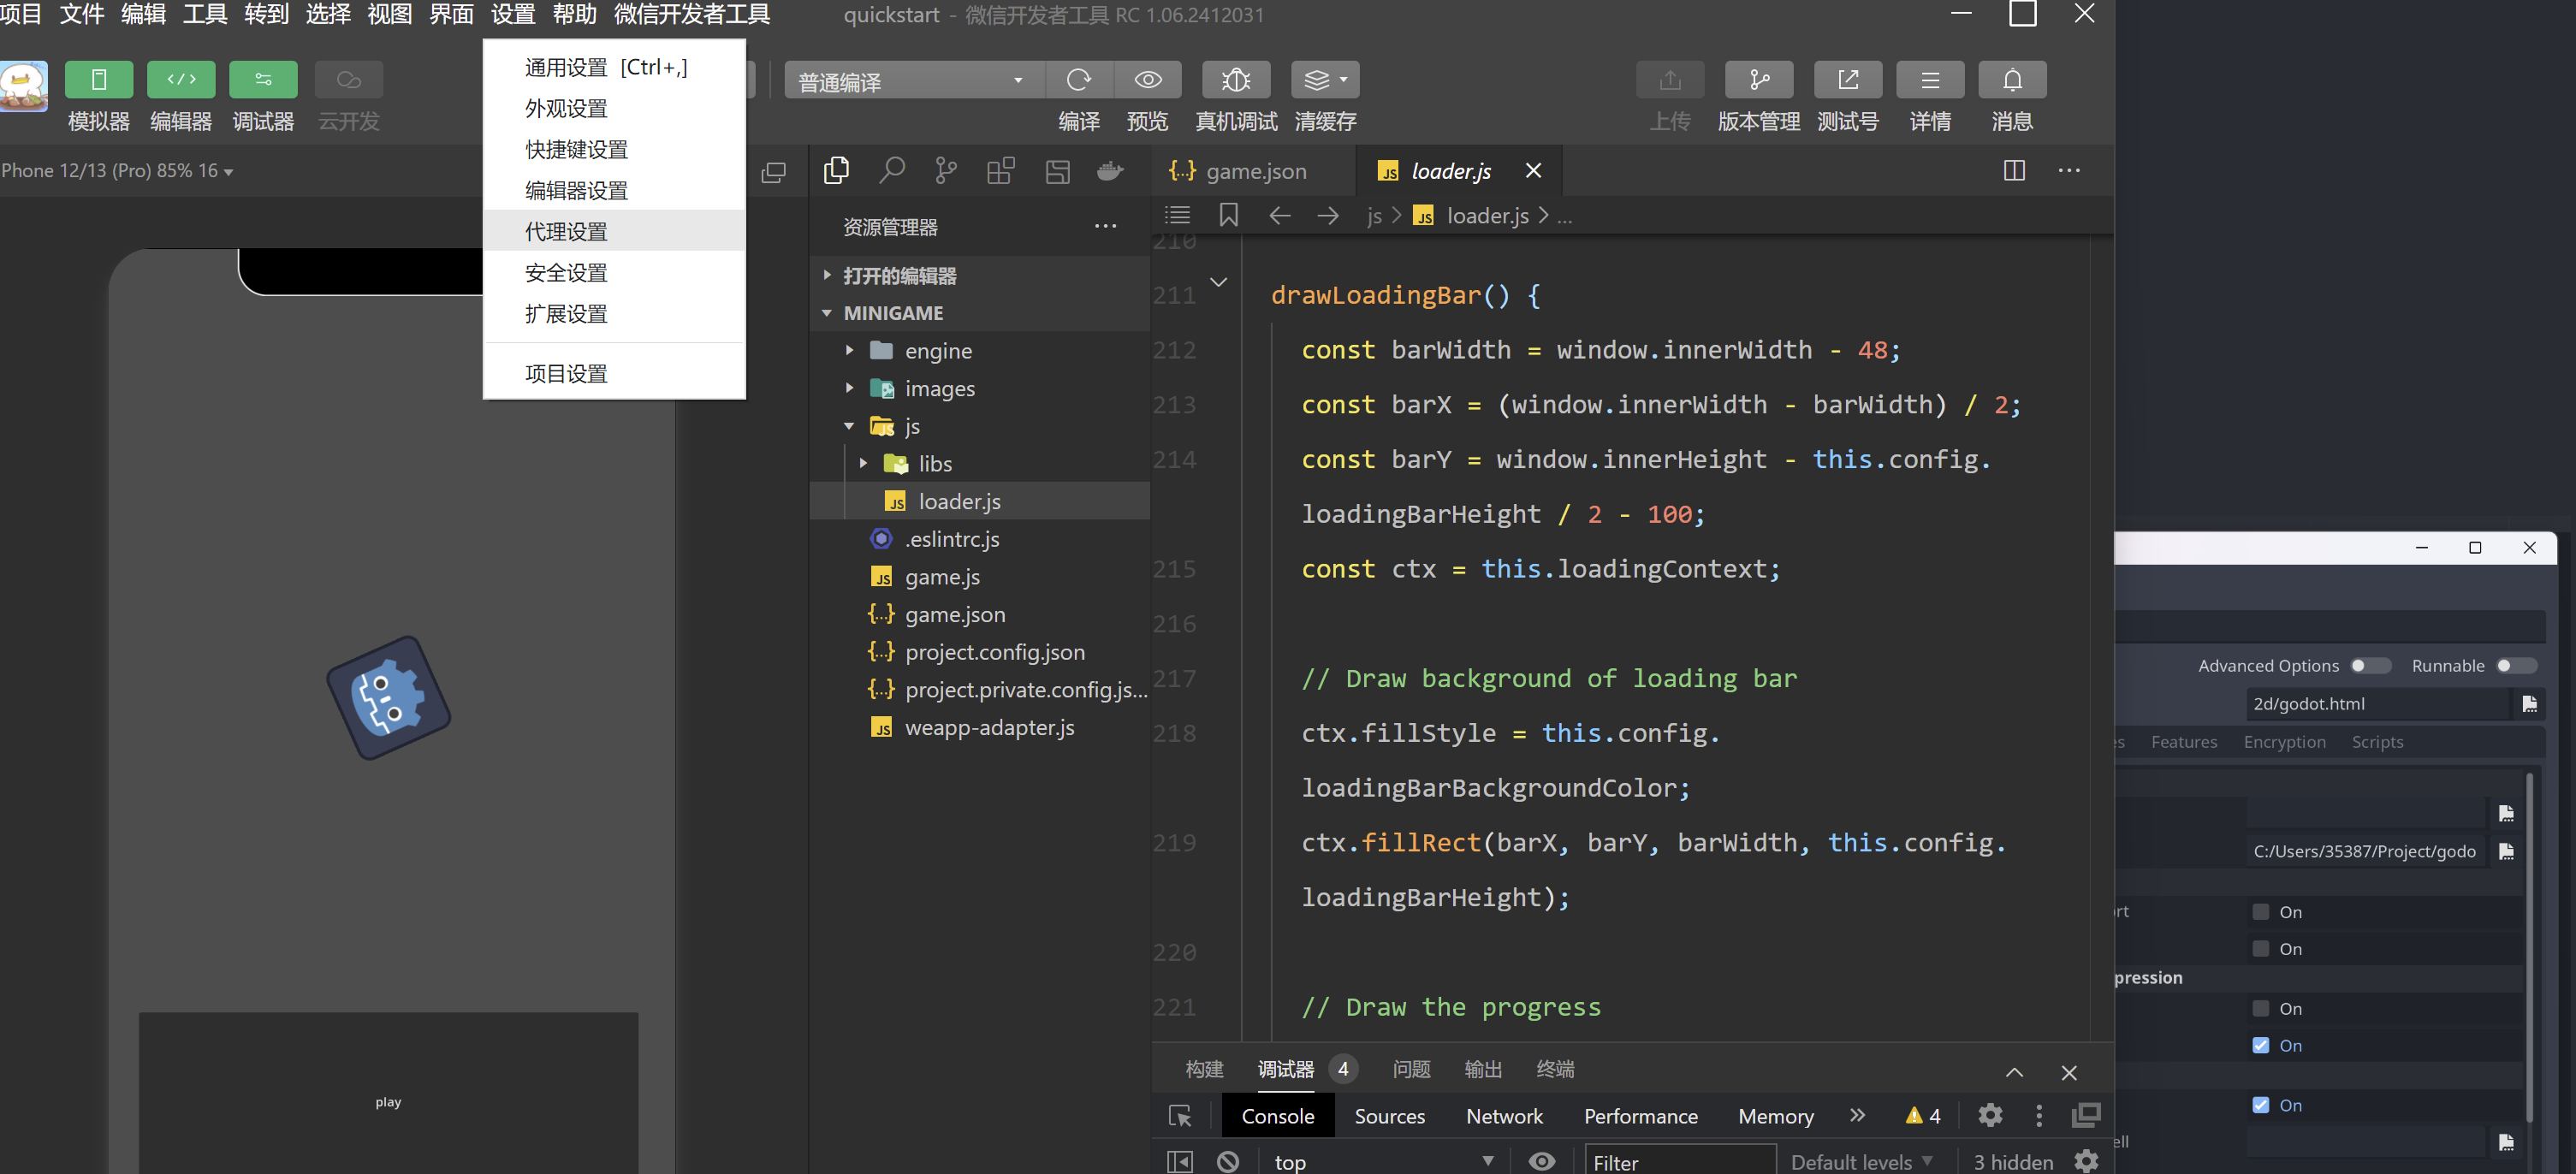 项目 文件 编辑 工具 转到 选择 视图 界面 设置 帮助 微信开发者工具 quickstart - 微信开发者工具 RC 1.06.2412031
通用设置 [Ctrl+,]
外观设置
快捷键设置
编辑器设置
代理设置
安全设置
扩展设置
项目设置
普通编译
模拟器 编辑器 调试器 云开发 编译 预览 真机调试 清缓存 上传 版本管理 测试号 详情 消息
Phone 12/13 (Pro) 85% 16
play
资源管理器
打开的编辑器
MINIGAME
engine
images
js
libs
loader.js
.eslintrc.js
game.js
game.json
project.config.json
project.private.config.js...
weapp-adapter.js
game.json loader.js
js > loader.js > ...
210
211 drawLoadingBar() {
212 const barWidth = window.innerWidth - 48;
213 const barX = (window.innerWidth - barWidth) / 2;
214 const barY = window.innerHeight - this.config.
loadingBarHeight / 2 - 100;
215 const ctx = this.loadingContext;
216
217 // Draw background of loading bar
218 ctx.fillStyle = this.config.
loadingBarBackgroundColor;
219 ctx.fillRect(barX, barY, barWidth, this.config.
loadingBarHeight);
220
221 // Draw the progress
构建 调试器 4 问题 输出 终端
Console Sources Network Performance Memory 4
top Filter Default levels 3 hidden
Advanced Options Runnable
2d/godot.html
Features Encryption Scripts
C:/Users/35387/Project/godo
On
On
pression
On
On
On